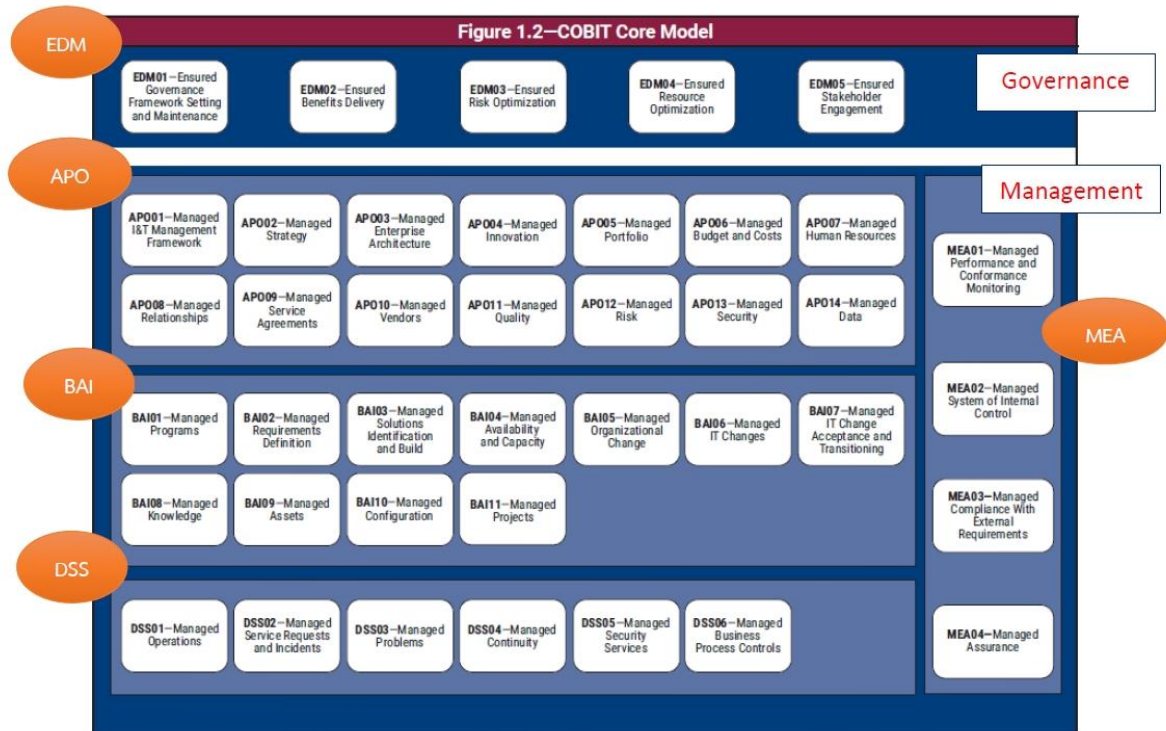 Figure 1.2—COBIT Core Model
EDM
EDM01—Ensured
Governance
Framework Setting
and Maintenance
EDM02—Ensured
Benefits Delivery
EDM03—Ensured
Risk Optimization
EDM04—Ensured
Resource
Optimization
EDM05—Ensured
Stakeholder
Engagement
Governance
APO
Management
APO01—Managed
I&T Management
Framework
APO02—Managed
Strategy
APO03—Managed
Enterprise
Architecture
APO04—Managed
Innovation
APO05—Managed
Portfolio
APO06—Managed
Budget and Costs
APO07—Managed
Human Resources
APO08—Managed
Relationships
APO09—Managed
Service
Agreements
APO10—Managed
Vendors
APO11—Managed
Quality
APO12—Managed
Risk
APO13—Managed
Security
APO14—Managed
Data
BAI
BAI01—Managed
Programs
BAI02—Managed
Requirements
Definition
BAI03—Managed
Solutions
Identification
and Build
BAI04—Managed
Availability
and Capacity
BAI05—Managed
Organizational
Change
BAI06—Managed
IT Changes
BAI07—Managed
IT Change
Acceptance and
Transitioning
BAI08—Managed
Knowledge
BAI09—Managed
Assets
BAI10—Managed
Configuration
BAI11—Managed
Projects
DSS
DSS01—Managed
Operations
DSS02—Managed
Service Requests
and Incidents
DSS03—Managed
Problems
DSS04—Managed
Continuity
DSS05—Managed
Security
Services
DSS06—Managed
Business
Process Controls
MEA01—Managed
Performance and
Conformance
Monitoring
MEA
MEA02—Managed
System of Internal
Control
MEA03—Managed
Compliance With
External
Requirements
MEA04—Managed
Assurance